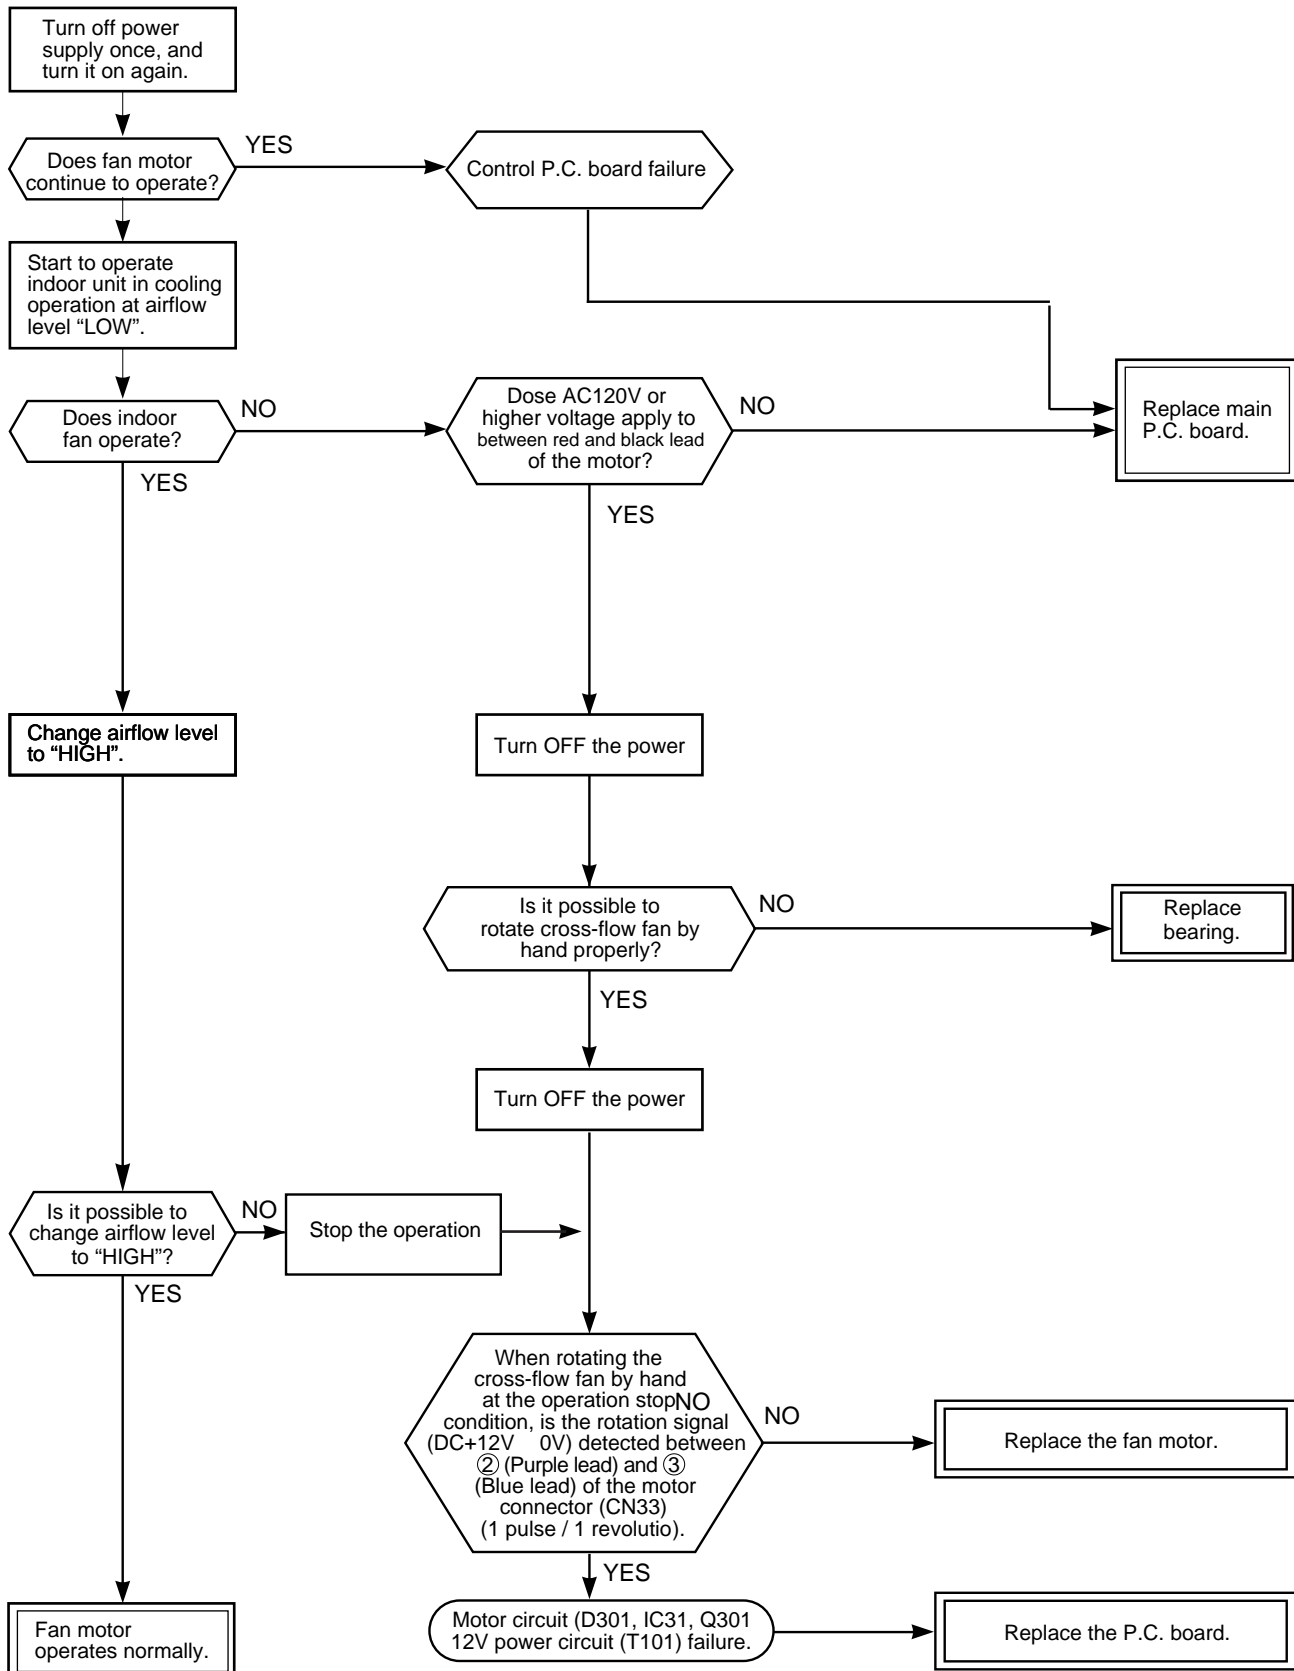 Turn off power
supply once, and
turn it on again.
YES
Does fan motor
continue to operate?
Control P.C. board failure
Start to operate
indoor unit in cooling
operation at airflow
level “LOW”.
Does indoor
fan operate?
NO
YES
Dose AC120V or
higher voltage apply to
between red and black lead
of the motor?
NO
YES
Replace main
P.C. board.
Change airflow level
to “HIGH”.
Turn OFF the power
Is it possible to
rotate cross-flow fan by
hand properly?
NO
YES
Replace
bearing.
Turn OFF the power
Is it possible to
change airflow level
to “HIGH”?
NO
YES
Stop the operation
When rotating the
cross-flow fan by hand
at the operation stopNO
condition, is the rotation signal
(DC+12V 0V) detected between
② (Purple lead) and ③
(Blue lead) of the motor
connector (CN33)
(1 pulse / 1 revolutio).
NO
YES
Replace the fan motor.
Fan motor
operates normally.
Motor circuit (D301, IC31, Q301
12V power circuit (T101) failure.
Replace the P.C. board.